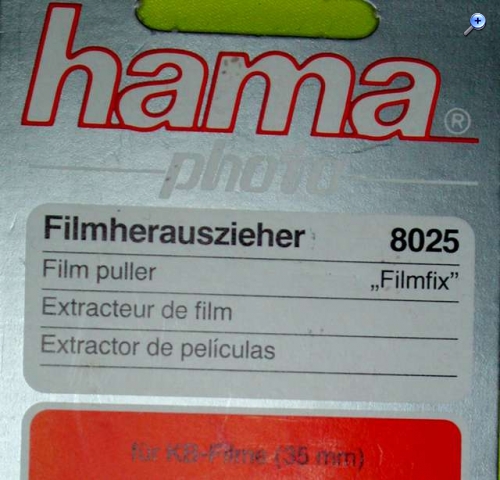 hama®
photo
Filmherauszieher 8025
Film puller „Filmfix”
Extracteur de film
Extractor de películas
für KB-Filme (35 mm)